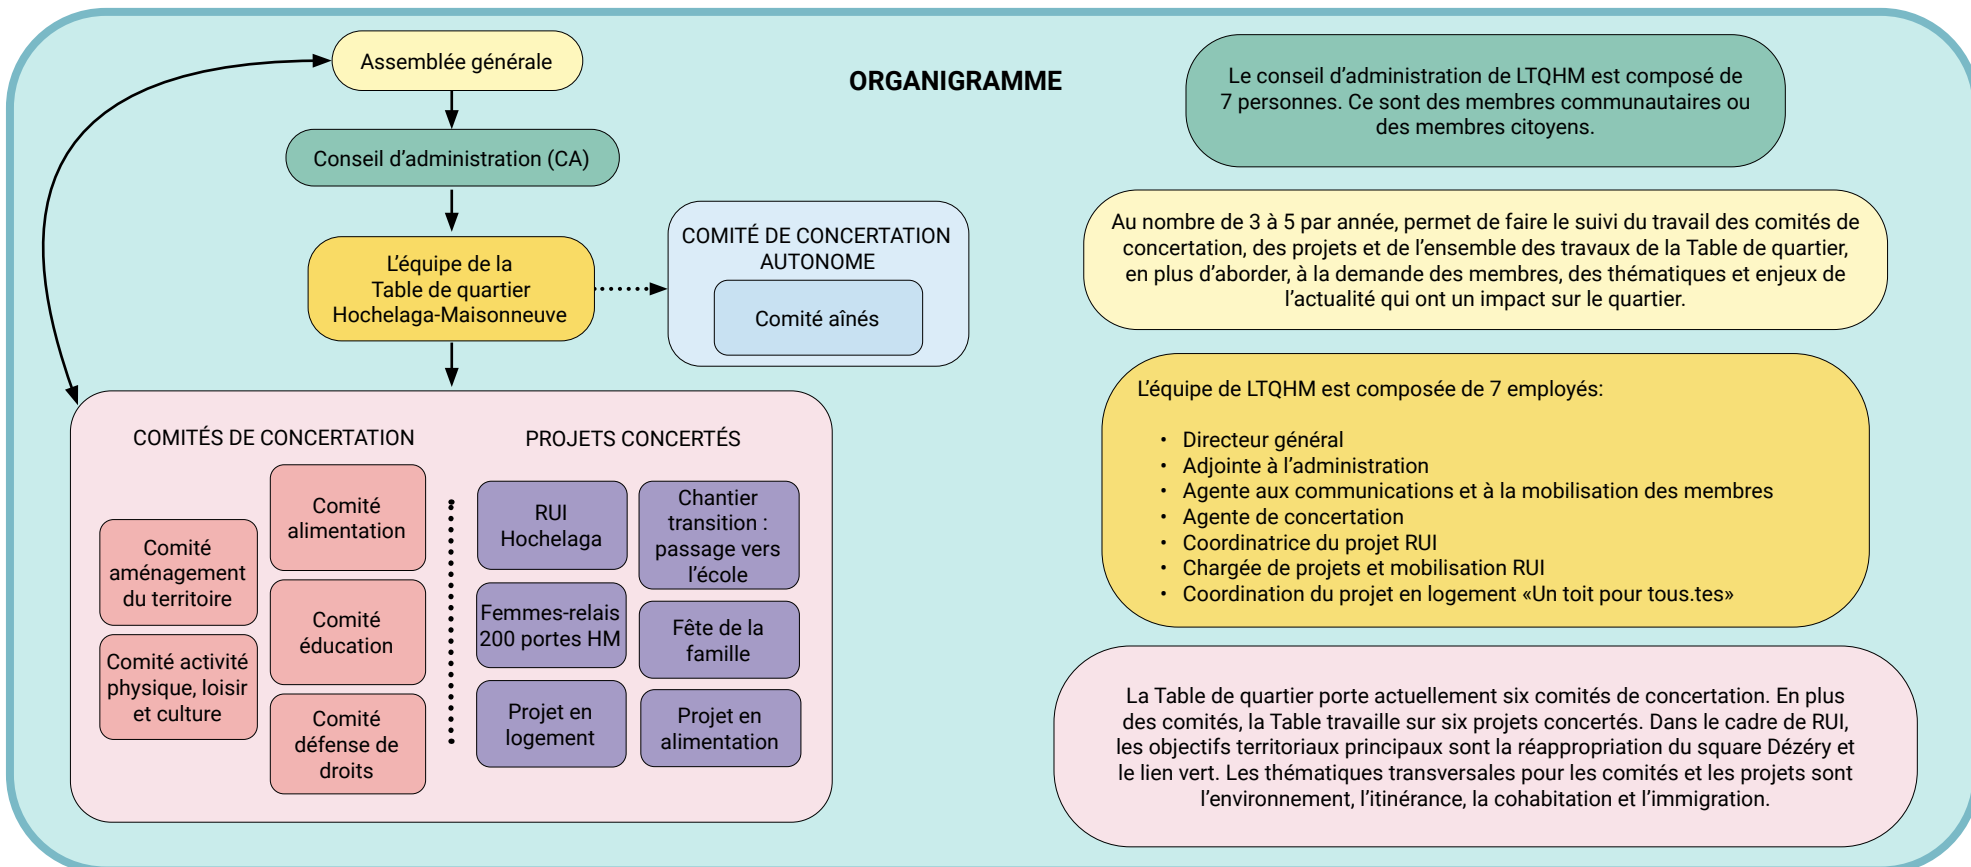 ORGANIGRAMME
Assemblée générale
Conseil d’administration (CA)
L’équipe de la
Table de quartier
Hochelaga-Maisonneuve
COMITÉ DE CONCERTATION
AUTONOME
Comité aînés
COMITÉS DE CONCERTATION
Comité
aménagement
du territoire
Comité activité
physique, loisir
et culture
Comité
alimentation
Comité
éducation
Comité
défense de
droits
PROJETS CONCERTÉS
RUI
Hochelaga
Femmes-relais
200 portes HM
Projet en
logement
Chantier
transition :
passage vers
l’école
Fête de la
famille
Projet en
alimentation
Le conseil d’administration de LTQHM est composé de
7 personnes. Ce sont des membres communautaires ou
des membres citoyens.
Au nombre de 3 à 5 par année, permet de faire le suivi du travail des comités de
concertation, des projets et de l’ensemble des travaux de la Table de quartier,
en plus d’aborder, à la demande des membres, des thématiques et enjeux de
l’actualité qui ont un impact sur le quartier.
L’équipe de LTQHM est composée de 7 employés:
• Directeur général
• Adjointe à l’administration
• Agente aux communications et à la mobilisation des membres
• Agente de concertation
• Coordinatrice du projet RUI
• Chargée de projets et mobilisation RUI
• Coordination du projet en logement «Un toit pour tous.tes»
La Table de quartier porte actuellement six comités de concertation. En plus
des comités, la Table travaille sur six projets concertés. Dans le cadre de RUI,
les objectifs territoriaux principaux sont la réappropriation du square Dézéry et
le lien vert. Les thématiques transversales pour les comités et les projets sont
l’environnement, l’itinérance, la cohabitation et l’immigration.